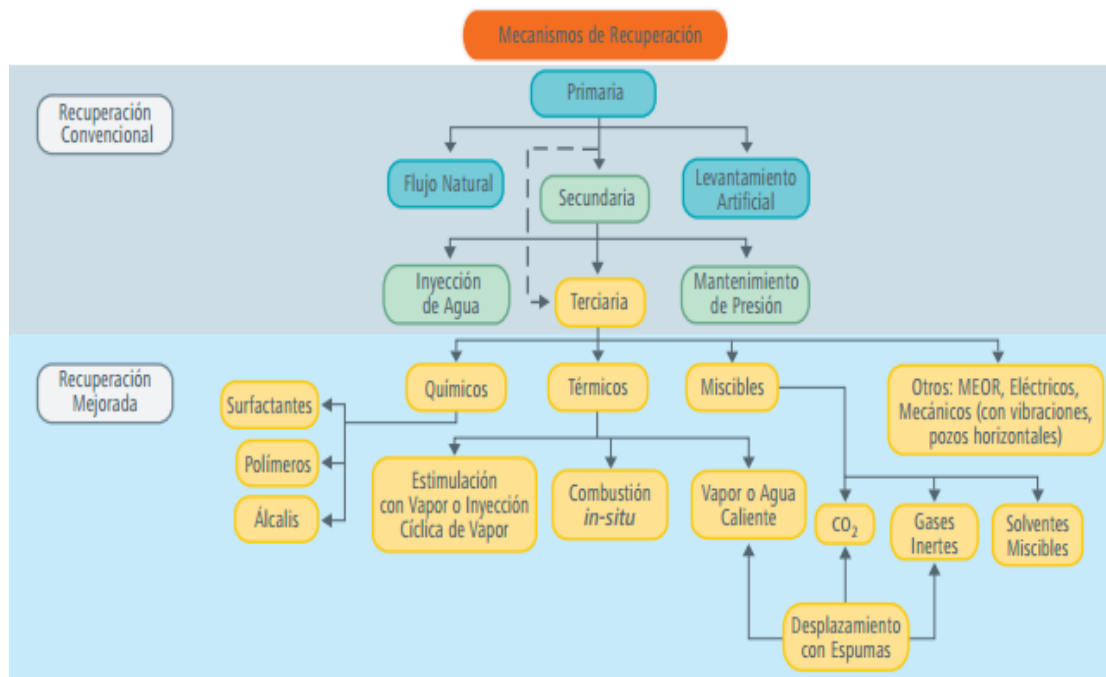 Mecanismos de Recuperación
Recuperación
Convencional
Primaria
Flujo Natural
Secundaria
Levantamiento
Artificial
Inyección
de Agua
Terciaria
Mantenimiento
de Presión
Recuperación
Mejorada
Químicos
Térmicos
Miscibles
Otros: MEOR, Eléctricos,
Mecánicos (con vibraciones,
pozos horizontales)
Surfactantes
Polímeros
Álcalis
Estimulación
con Vapor o Inyección
Cíclica de Vapor
Combustión
in-situ
Vapor o Agua
Caliente
CO₂
Gases
Inertes
Solventes
Miscibles
Desplazamiento
con Espumas